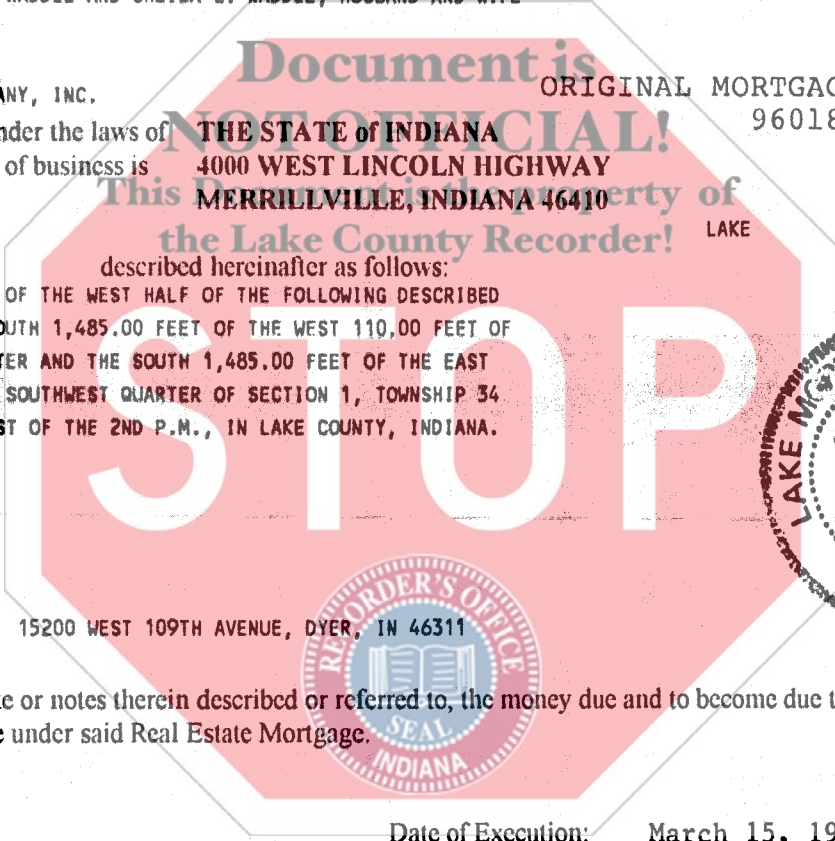 AND WIFE
ANY, INC.
ORIGINAL MORTGAG
nder the laws of THE STATE of INDIANA
96018
of business is 4000 WEST LINCOLN HIGHWAY
MERRILLVILLE, INDIANA 46410
LAKE
described hereinafter as follows:
OF THE WEST HALF OF THE FOLLOWING DESCRIBED
OUTH 1,485.00 FEET OF THE WEST 110.00 FEET OF
TER AND THE SOUTH 1,485.00 FEET OF THE EAST
SOUTHWEST QUARTER OF SECTION 1, TOWNSHIP 34
ST OF THE 2ND P.M., IN LAKE COUNTY, INDIANA.
15200 WEST 109TH AVENUE, DYER, IN 46311
e or notes therein described or referred to, the money due and to become due t
e under said Real Estate Mortgage.
Date of Execution: March 15, 19
Document is
NOT OFFICIAL!
This Document is the property of
the Lake County Recorder!
STOP
RECORDER'S OFFICE
SEAL
INDIANA
LAKE